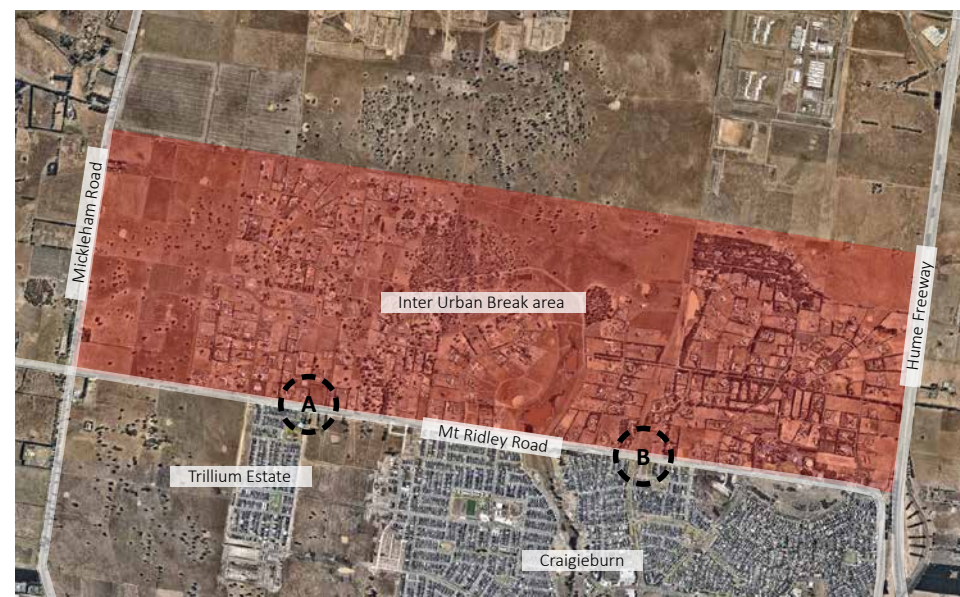 Mickleham Road
Inter Urban Break area
Hume Freeway
A
Mt Ridley Road
B
Trillium Estate
Craigieburn